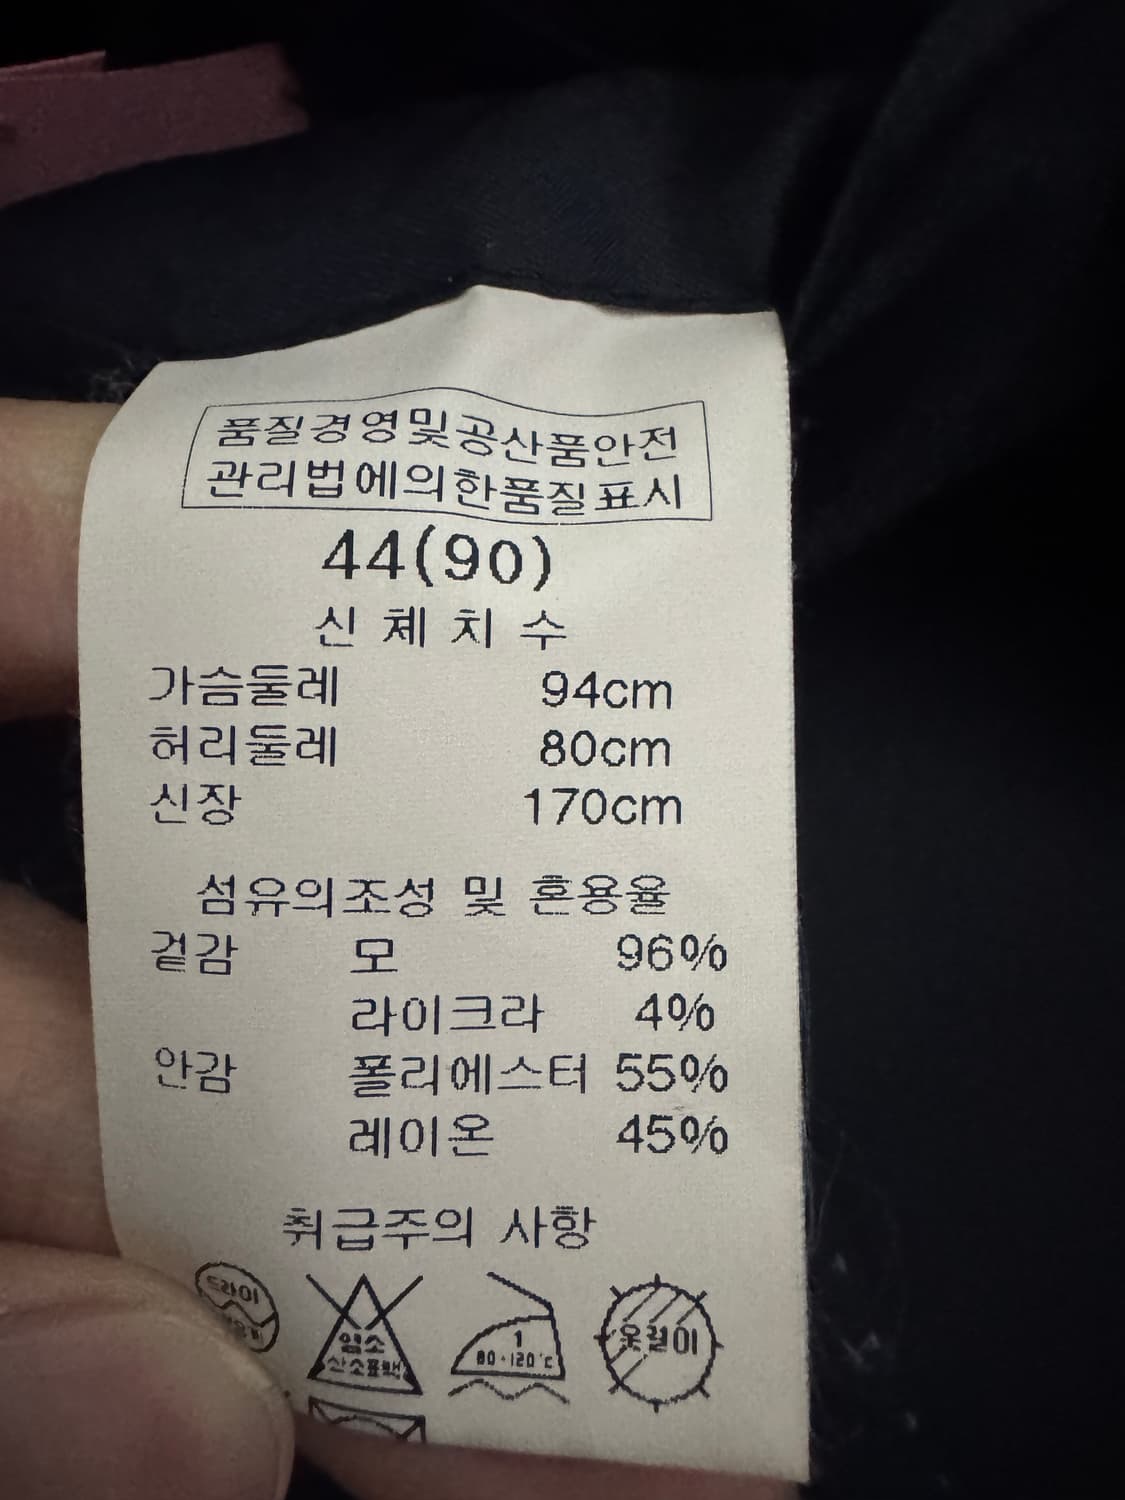 품질경영및공산품안전
관리법에의한품질표시
44(90)
신 체 치 수
가슴둘레 94cm
허리둘레 80cm
신장 170cm
섬유의조성 및 혼용율
겉감 모 96%
라이크라 4%
안감 폴리에스터 55%
레이온 45%
취급주의 사항
드라이
염소
산소표백
1
80-120℃
옷걸이